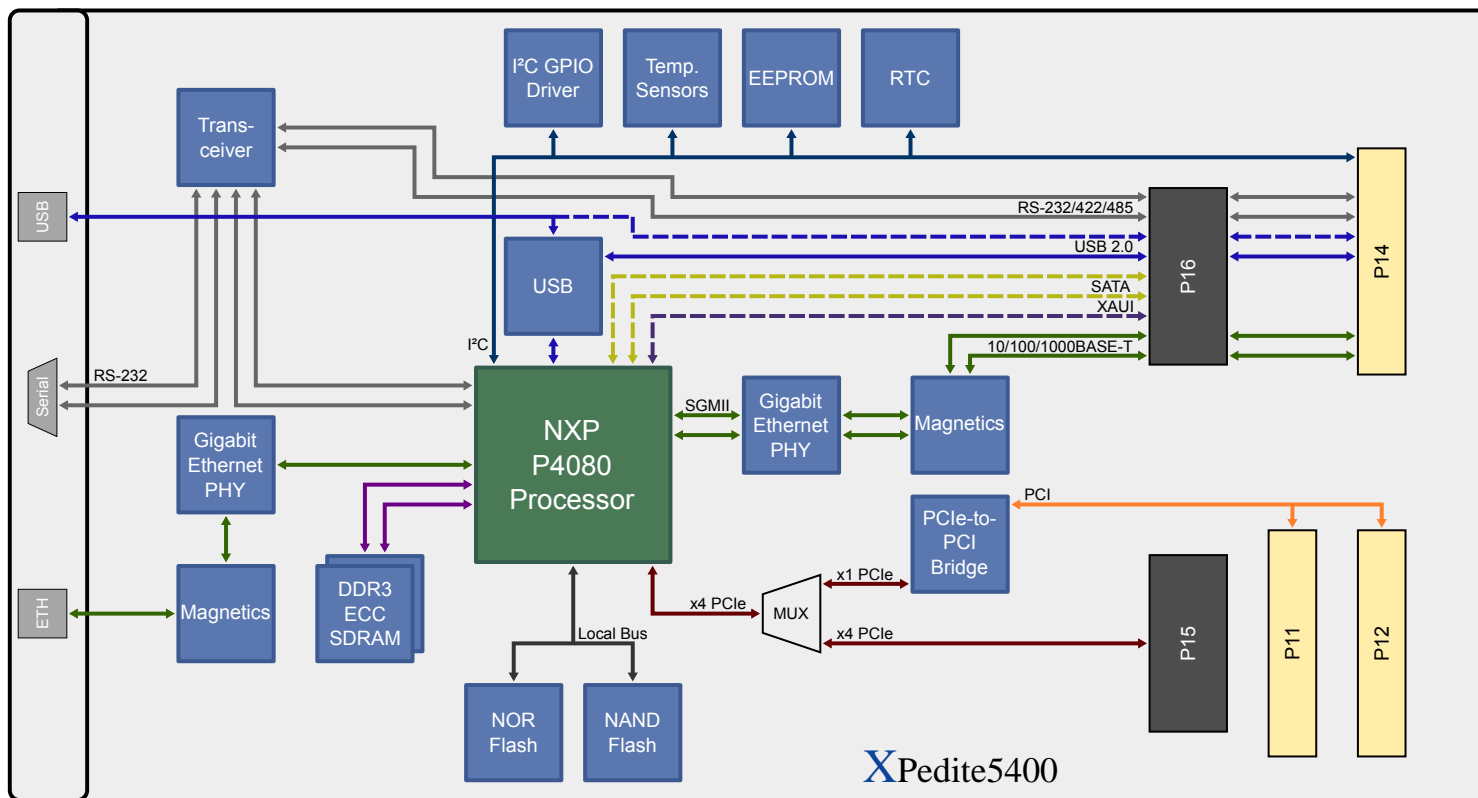 I²C GPIO
Driver
Temp.
Sensors
EEPROM
RTC
Trans-
ceiver
USB
RS-232/422/485
USB 2.0
P16
P14
USB
SATA
XAUI
I²C
10/100/1000BASE-T
Serial
RS-232
Gigabit
Ethernet
PHY
NXP
P4080
Processor
SGMII
Gigabit
Ethernet
PHY
Magnetics
PCI
PCIe-to-
PCI
Bridge
ETH
Magnetics
DDR3
ECC
SDRAM
x4 PCIe
MUX
x1 PCIe
x4 PCIe
Local Bus
P15
P11
P12
NOR
Flash
NAND
Flash
XPedite5400